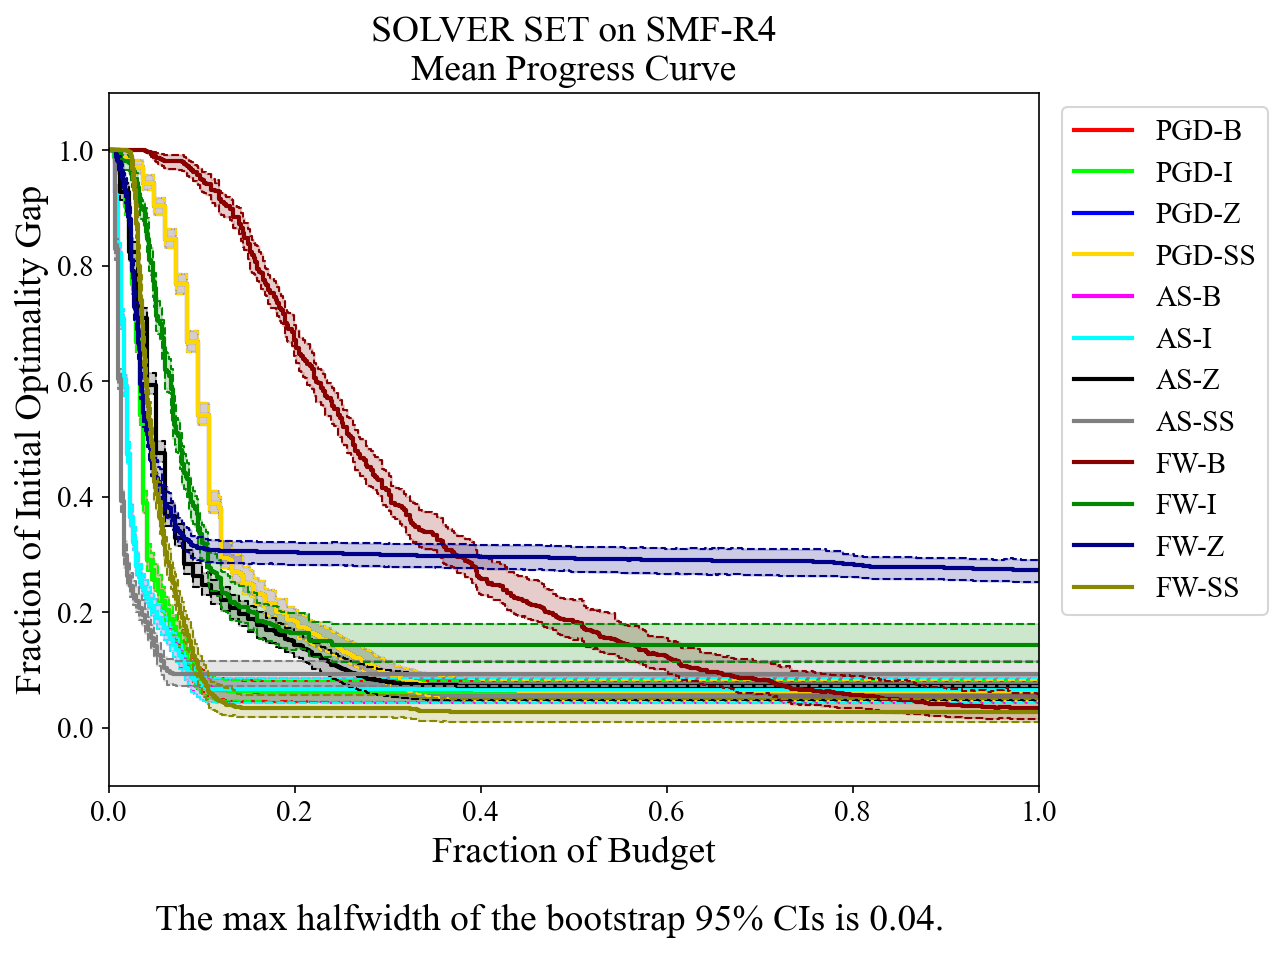 SOLVER SET on SMF-R4
Mean Progress Curve
Fraction of Initial Optimality Gap
1.0
0.8
0.6
0.4
0.2
0.0
0.0 0.2 0.4 0.6 0.8 1.0
Fraction of Budget
PGD-B
PGD-I
PGD-Z
PGD-SS
AS-B
AS-I
AS-Z
AS-SS
FW-B
FW-I
FW-Z
FW-SS
The max halfwidth of the bootstrap 95% CIs is 0.04.